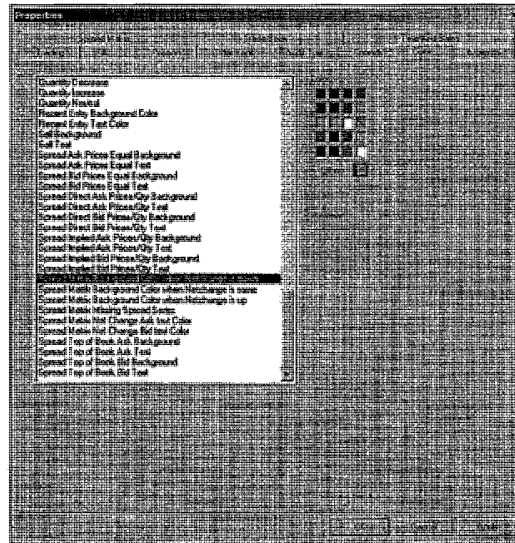 Properties
Spread Matrix
Time And Sales
Quantity Decrease
Quantity Increase
Quantity Neutral
Recent Entry Background Color
Recent Entry Text Color
Sell Background
Sell Text
Spread Ask Prices Equal Background
Spread Ask Prices Equal Text
Spread Bid Prices Equal Background
Spread Bid Prices Equal Text
Spread Direct Ask Prices/Qty Background
Spread Direct Ask Prices/Qty Text
Spread Direct Bid Prices/Qty Background
Spread Direct Bid Prices/Qty Text
Spread Implied Ask Prices/Qty Background
Spread Implied Ask Prices/Qty Text
Spread Implied Bid Prices/Qty Background
Spread Implied Bid Prices/Qty Text
Spread Matrix Background Color when Netchange is same
Spread Matrix Background Color when Netchange is up
Spread Matrix Missing Spread Series
Spread Matrix Net Change Ask text Color
Spread Matrix Net Change Bid text Color
Spread Top of Book Ask Background
Spread Top of Book Ask Text
Spread Top of Book Bid Background
Spread Top of Book Bid Text